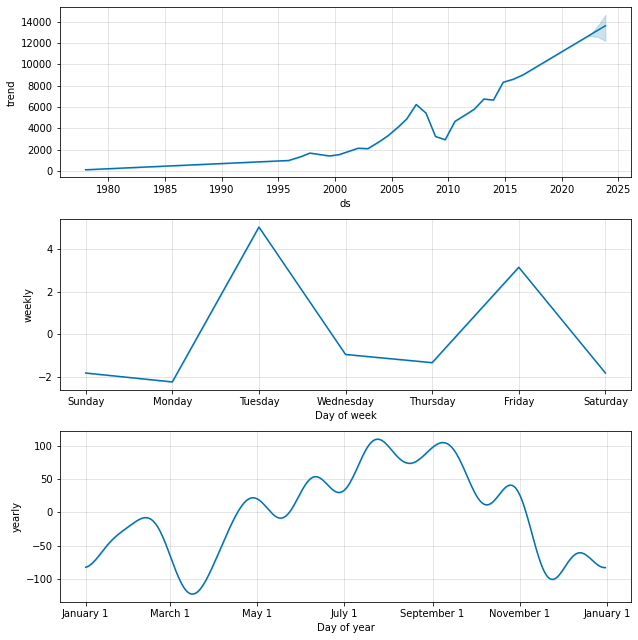 14000
12000
10000
8000
6000
4000
2000
0
trend
1980 1985 1990 1995 2000 2005 2010 2015 2020 2025
ds
4
2
0
−2
weekly
Sunday Monday Tuesday Wednesday Thursday Friday Saturday
Day of week
100
50
0
−50
−100
yearly
January 1 March 1 May 1 July 1 September 1 November 1 January 1
Day of year